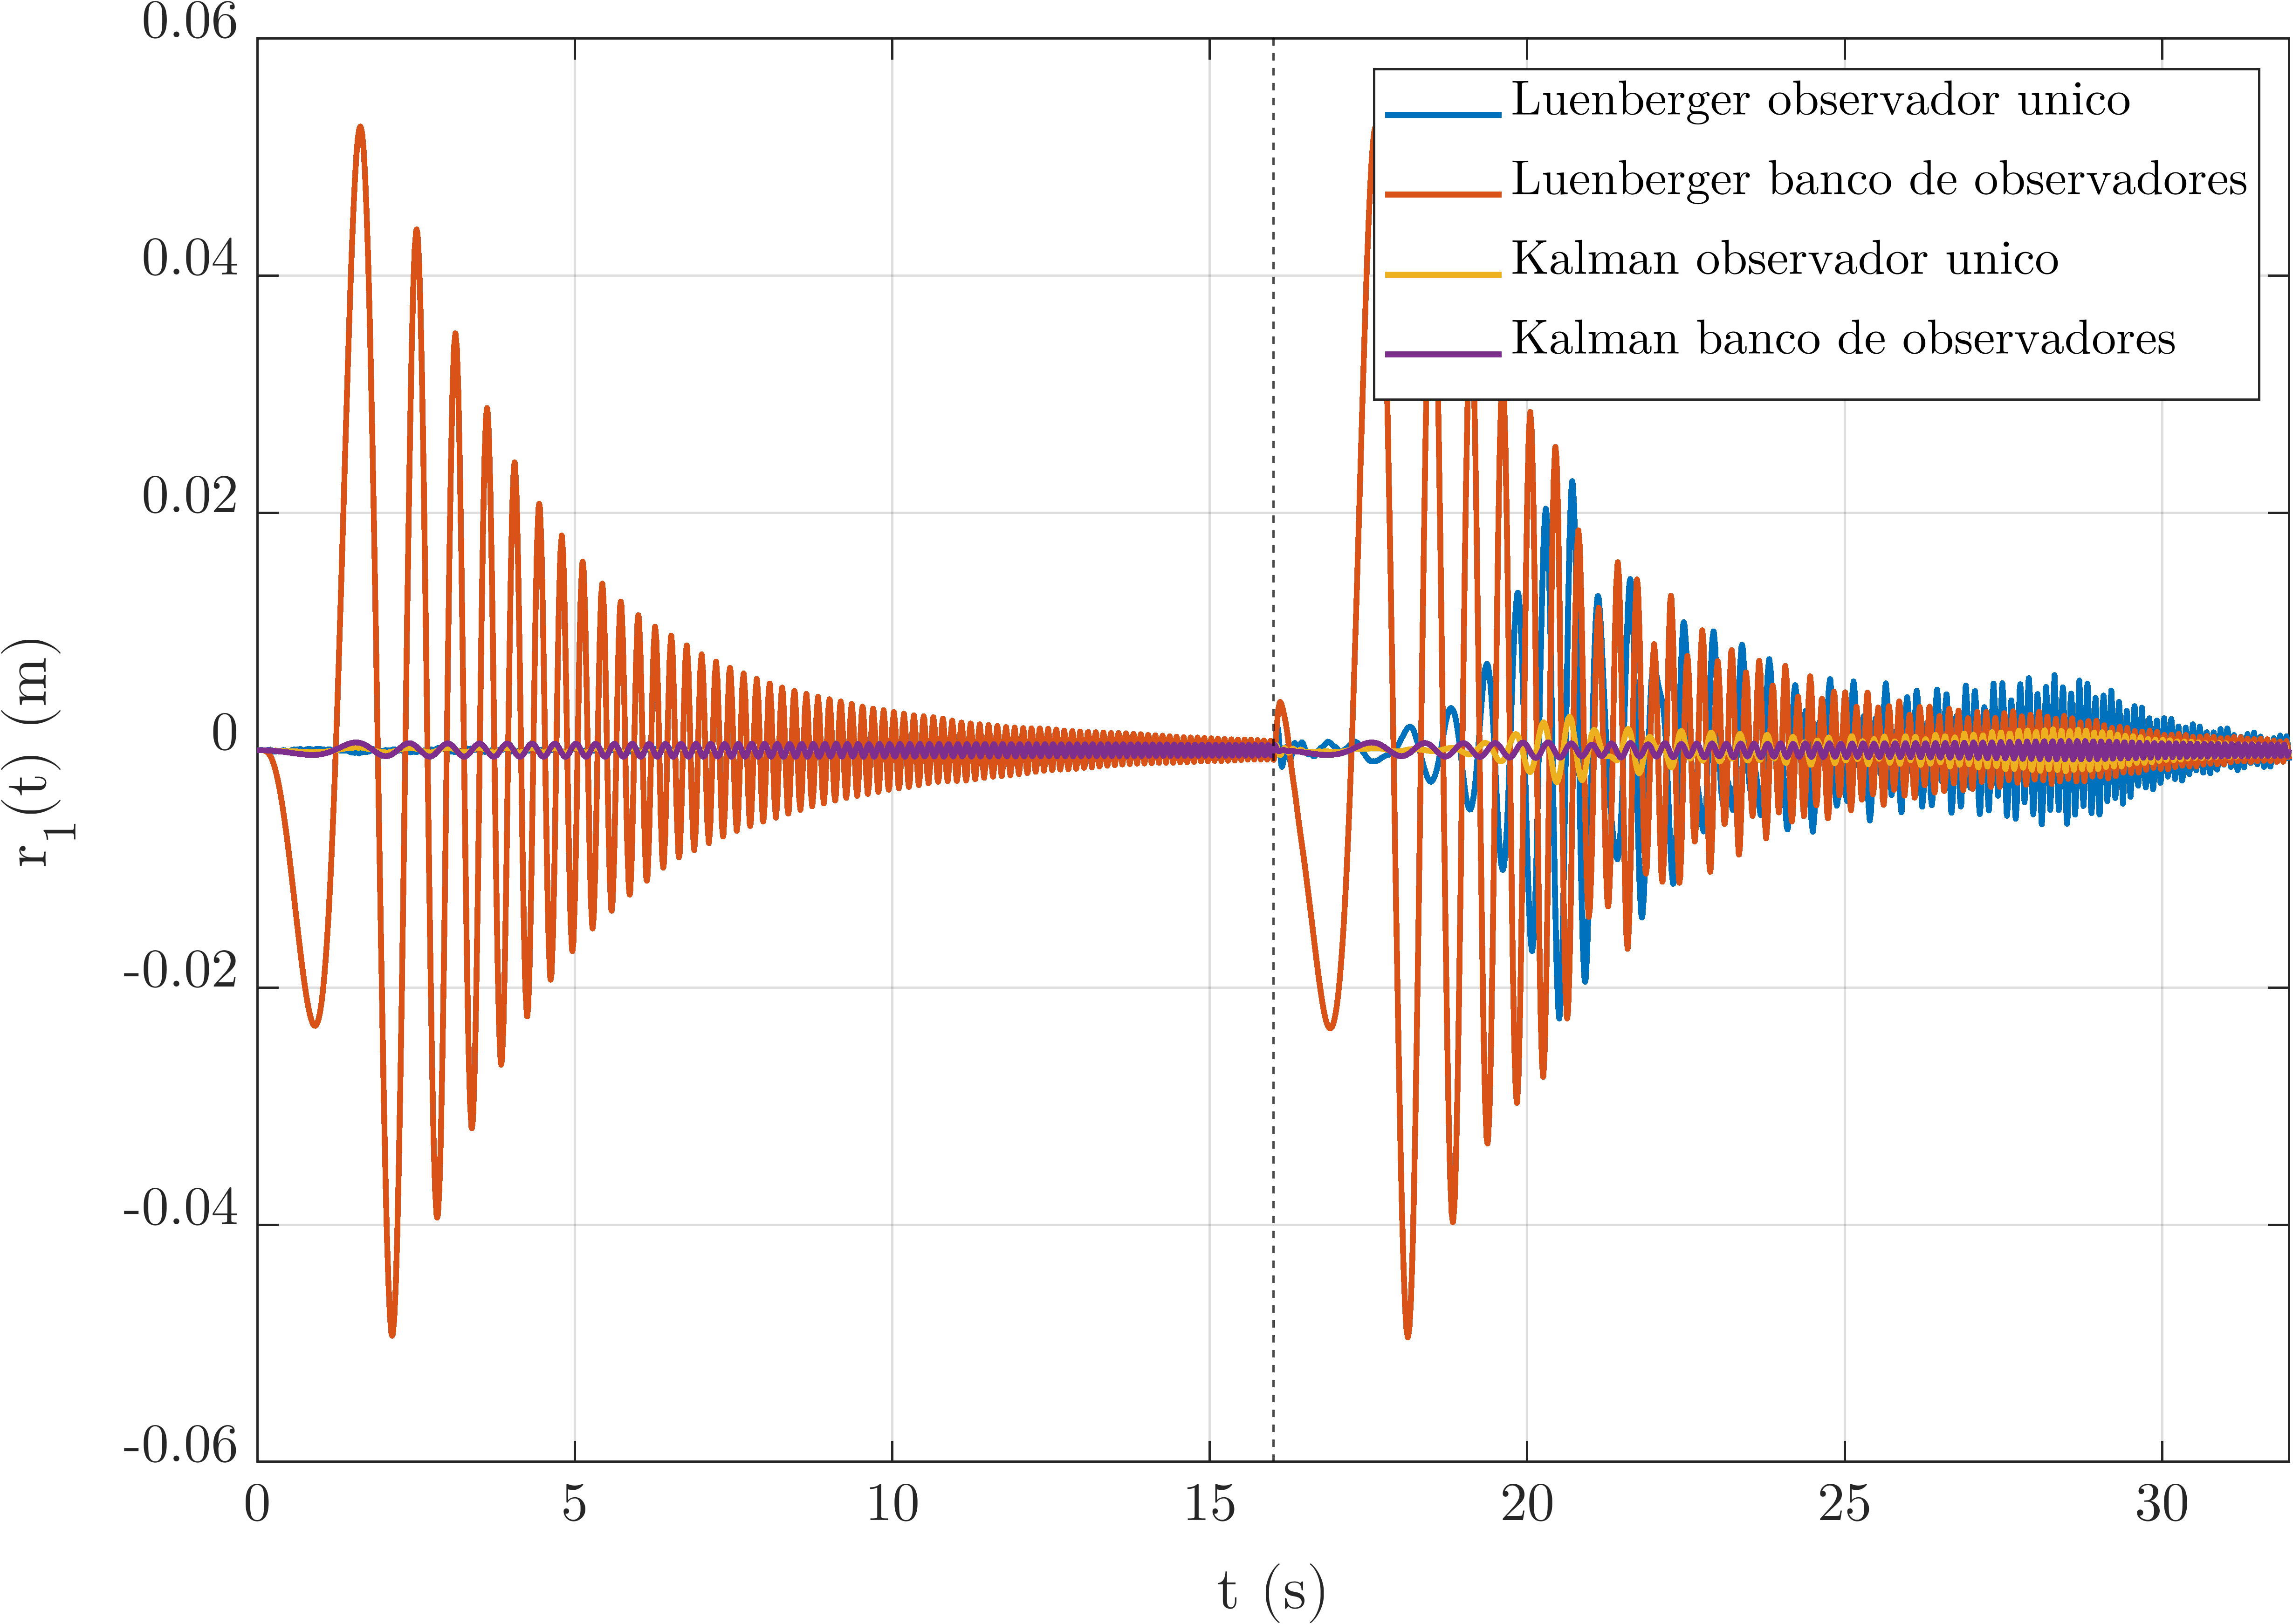 0.06
0.04
0.02
0
-0.02
-0.04
-0.06
r1(t) (m)
Luenberger observador unico
Luenberger banco de observadores
Kalman observador unico
Kalman banco de observadores
0 5 10 15 20 25 30
t (s)